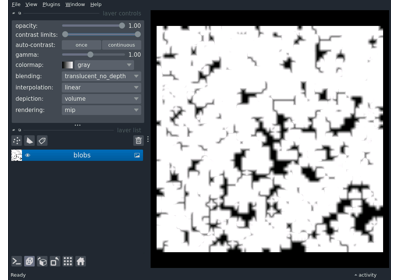 File View Plugins Window Help
layer controls
opacity: 1.00
contrast limits:
auto-contrast: once continuous
gamma: 1.00
colormap: gray
blending: translucent_no_depth
interpolation: linear
depiction: volume
rendering: mip
layer list
blobs
Ready activity